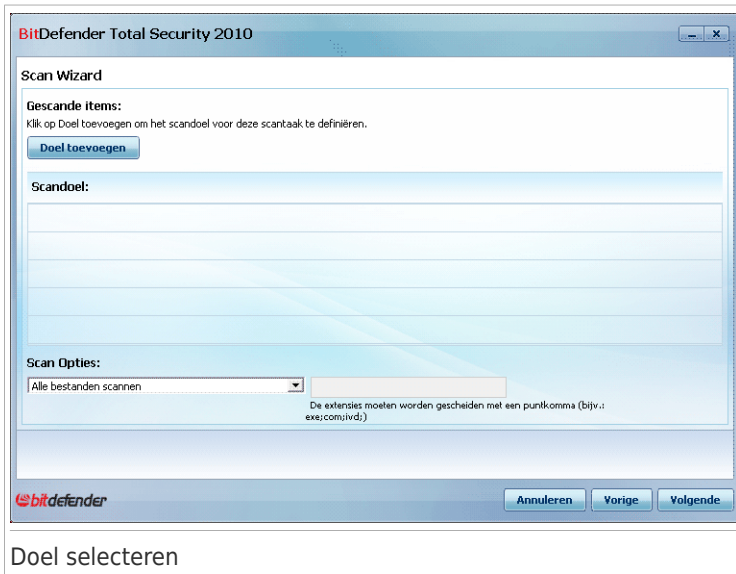 BitDefender Total Security 2010
Scan Wizard
Gescande items:
Klik op Doel toevoegen om het scandoel voor deze scantaak te definiëren.
Doel toevoegen
Scandoel:
Scan Opties:
Alle bestanden scannen
De extensies moeten worden gescheiden met een puntkomma (bijv.:
exe;com;ivd;)
bitdefender
Annuleren Vorige Volgende
Doel selecteren